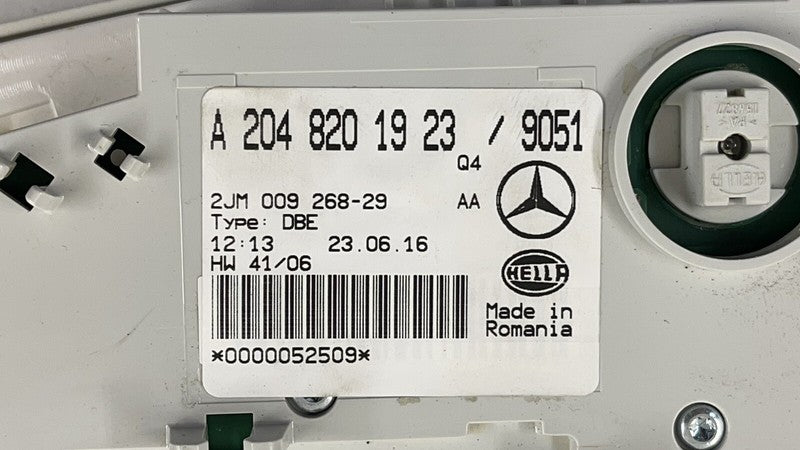 A 204 820 19 23 / 9051
Q4
2JM 009 268-29 AA
Type: DBE
12:13 23.06.16
HW 41/06
HELLA
Made in
Romania
*0000052509*
HELLA